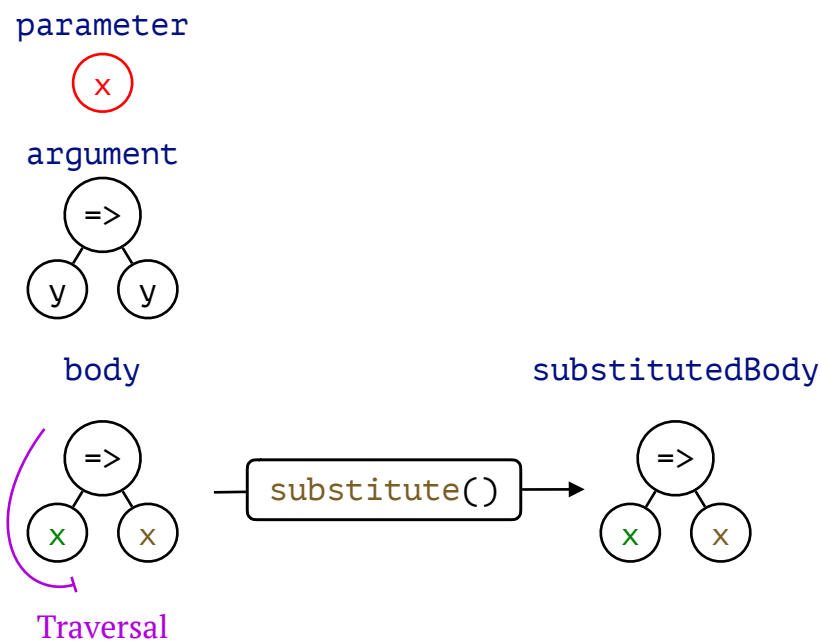 parameter
x
argument
=>
y y
body substitutedBody
=> =>
substitute()
x x x x
Traversal